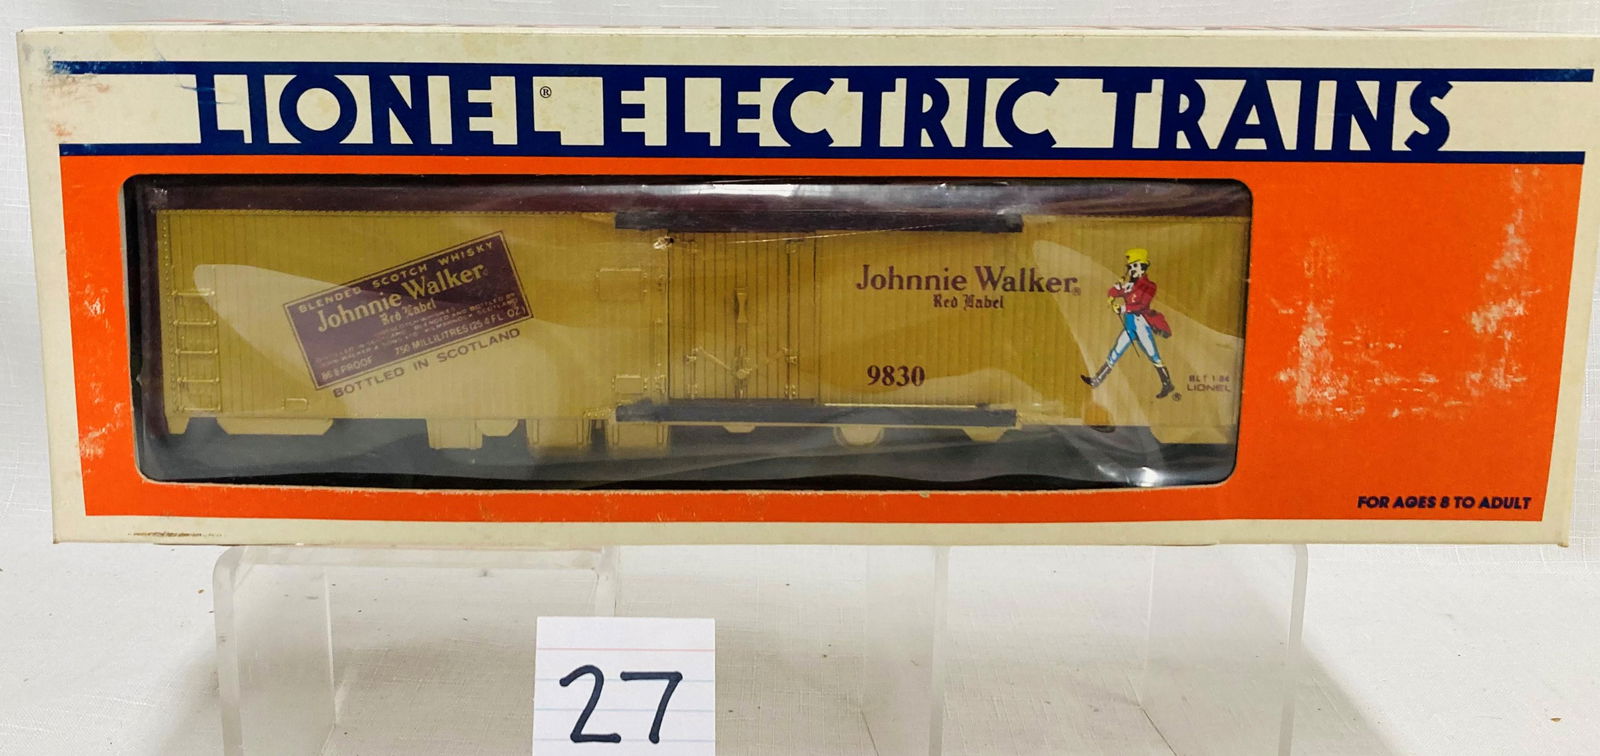 LIONEL® ELECTRIC TRAINS
BLENDED SCOTCH WHISKY
Johnnie Walker
Red Label
86.8 PROOF 750 MILLILITRES (25.4 FL OZ)
BOTTLED IN SCOTLAND
Johnnie Walker®
Red Label
9830
BLT 1-84
LIONEL
®
FOR AGES 8 TO ADULT
27